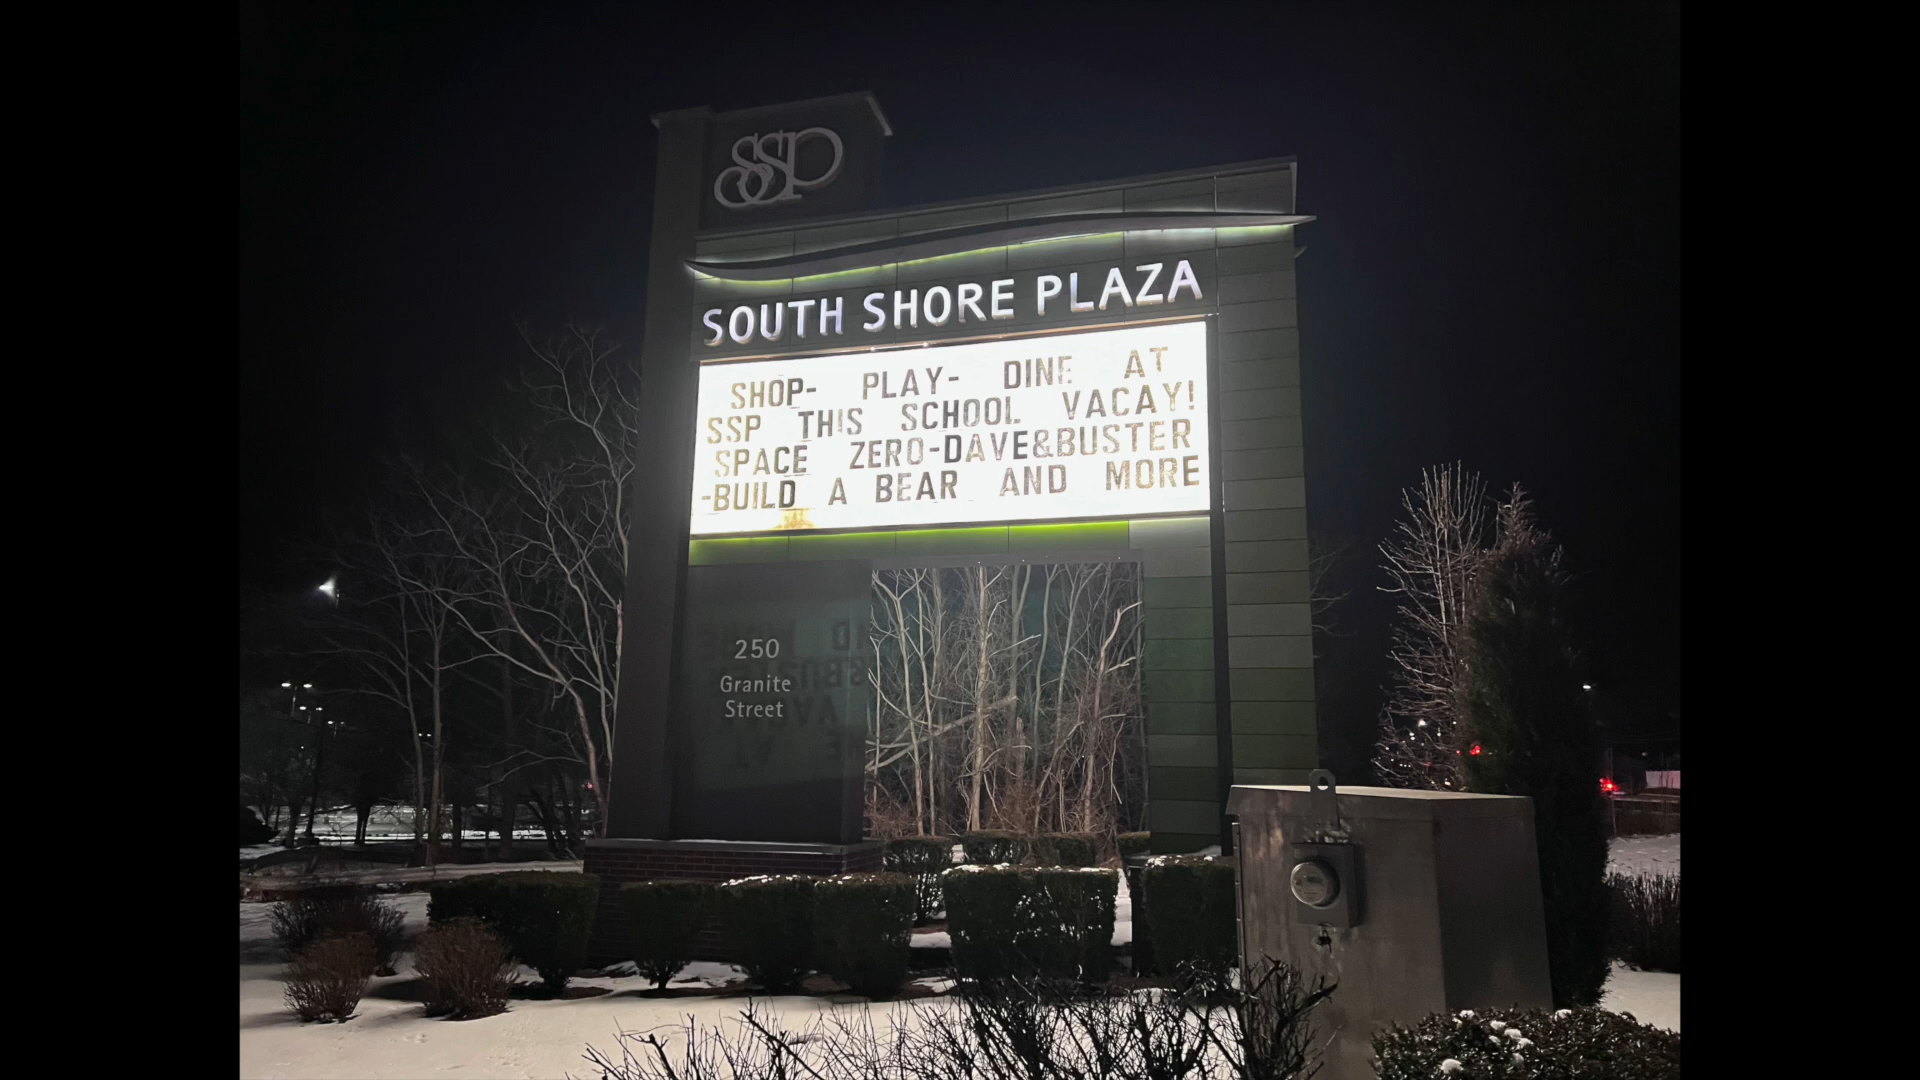 SSP
SOUTH SHORE PLAZA
SHOP- PLAY- DINE AT
SSP THIS SCHOOL VACAY!
SPACE ZERO-DAVE&BUSTER
-BUILD A BEAR AND MORE
250
Granite
Street